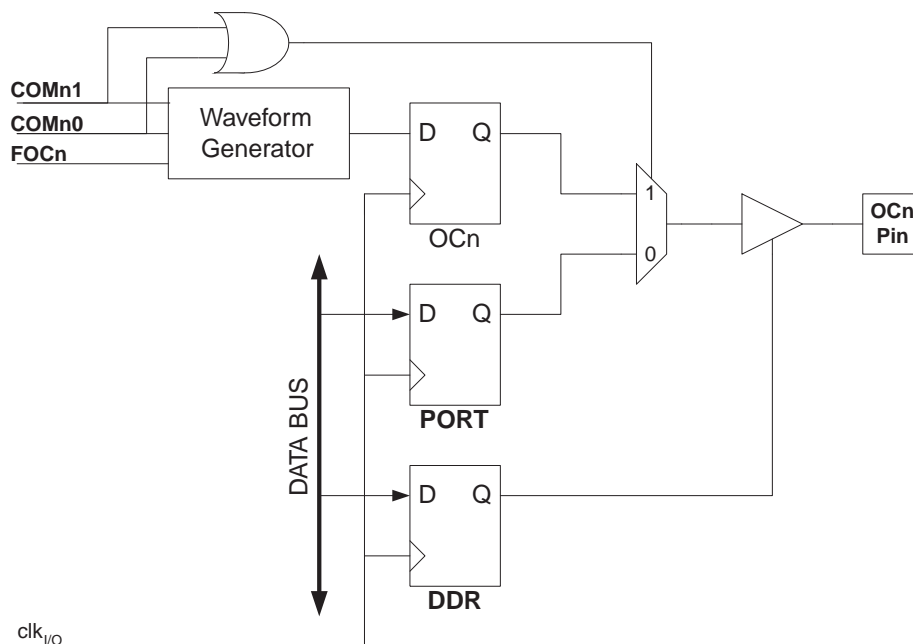 COMn1
COMn0
FOCn
Waveform
Generator
D Q
OCn
1
0
OCn
Pin
D Q
PORT
DATA BUS
D Q
DDR
clkI/O